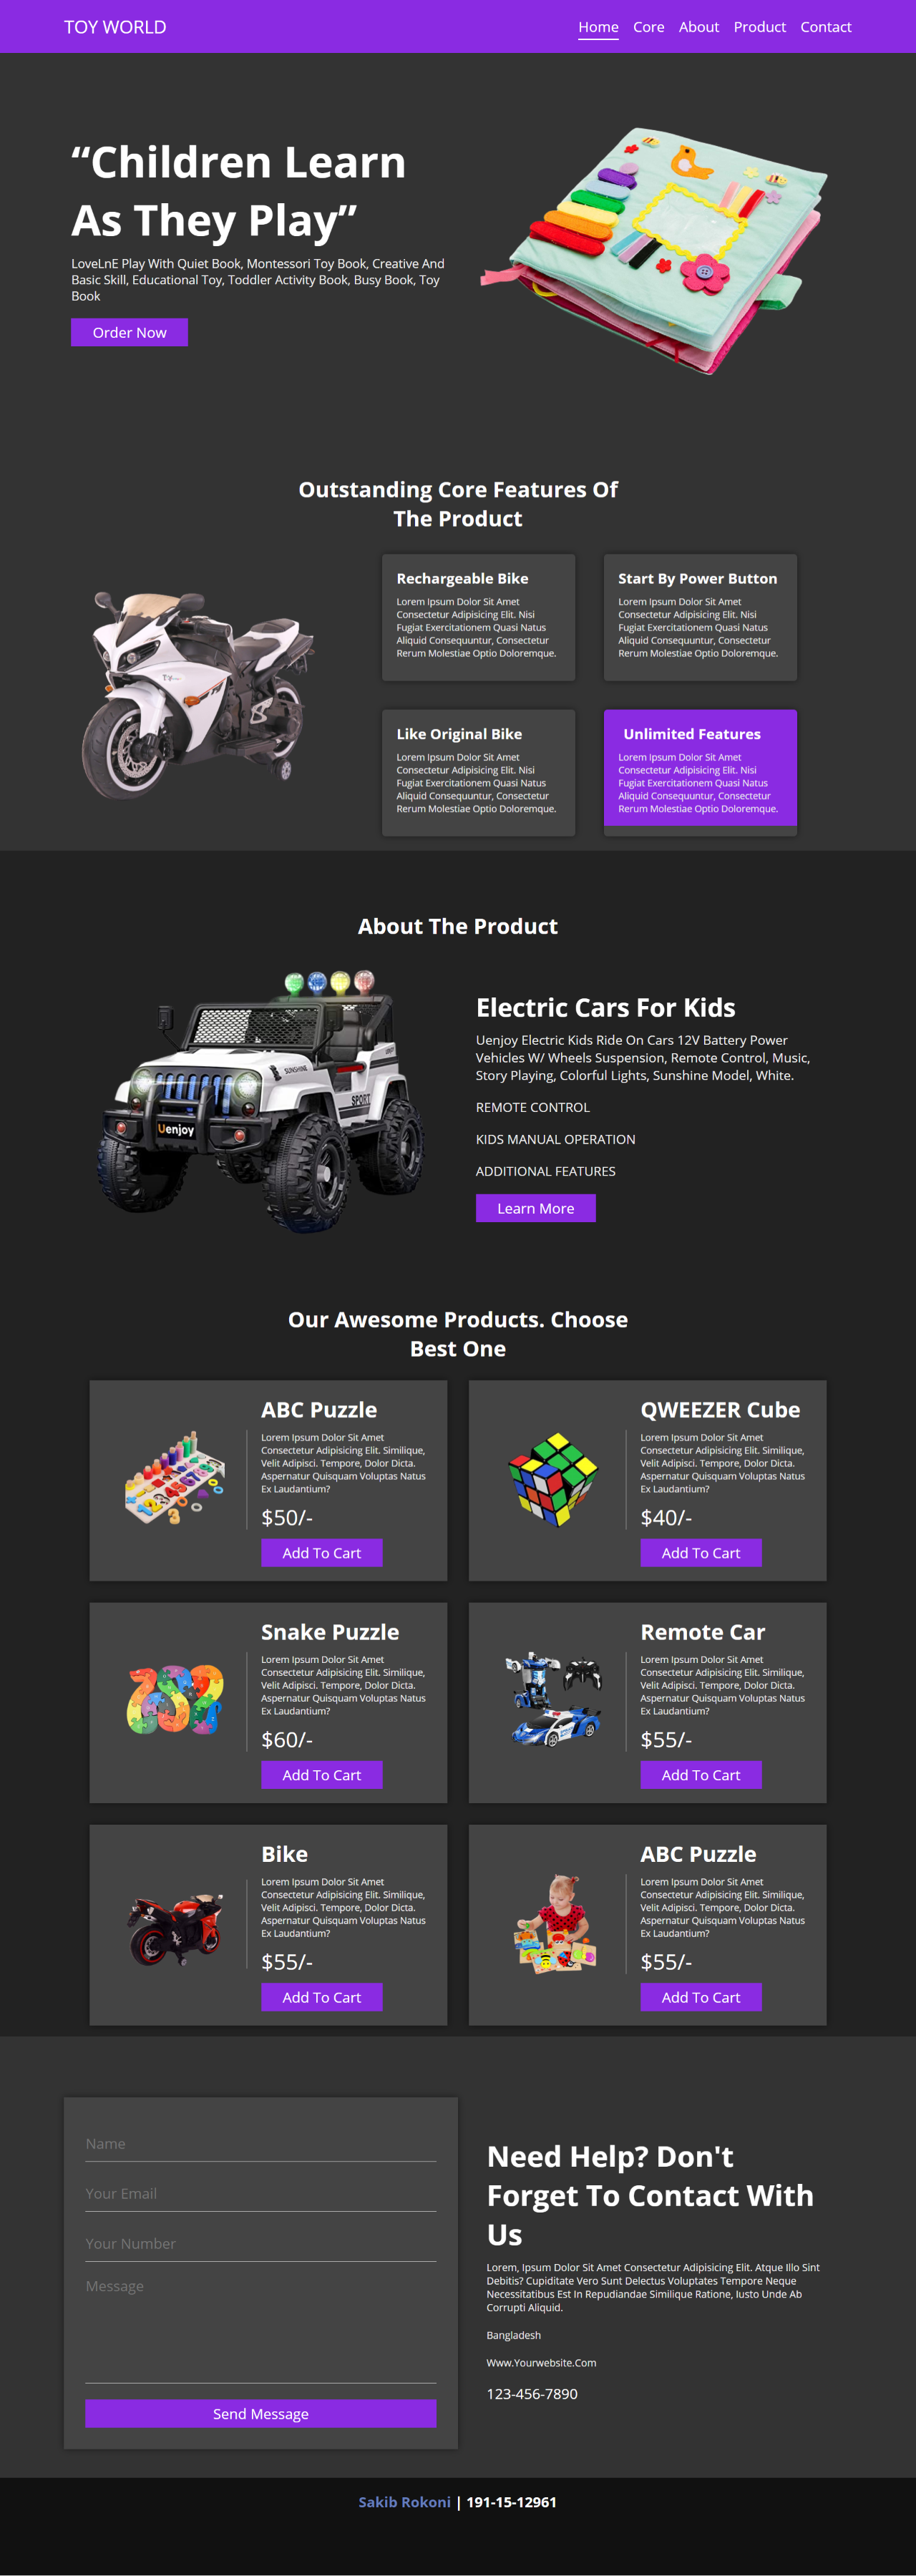 TOY WORLD
Home Core About Product Contact
“Children Learn
As They Play”
LoveLnE Play With Quiet Book, Montessori Toy Book, Creative And
Basic Skill, Educational Toy, Toddler Activity Book, Busy Book, Toy
Book
Order Now
Outstanding Core Features Of
The Product
Rechargeable Bike
Lorem Ipsum Dolor Sit Amet
Consectetur Adipisicing Elit. Nisi
Fugiat Exercitationem Quasi Natus
Aliquid Consequuntur, Consectetur
Rerum Molestiae Optio Doloremque.
Start By Power Button
Lorem Ipsum Dolor Sit Amet
Consectetur Adipisicing Elit. Nisi
Fugiat Exercitationem Quasi Natus
Aliquid Consequuntur, Consectetur
Rerum Molestiae Optio Doloremque.
Like Original Bike
Lorem Ipsum Dolor Sit Amet
Consectetur Adipisicing Elit. Nisi
Fugiat Exercitationem Quasi Natus
Aliquid Consequuntur, Consectetur
Rerum Molestiae Optio Doloremque.
Unlimited Features
Lorem Ipsum Dolor Sit Amet
Consectetur Adipisicing Elit. Nisi
Fugiat Exercitationem Quasi Natus
Aliquid Consequuntur, Consectetur
Rerum Molestiae Optio Doloremque.
About The Product
SUNSHINE
SPORT
Uenjoy
Electric Cars For Kids
Uenjoy Electric Kids Ride On Cars 12V Battery Power
Vehicles W/ Wheels Suspension, Remote Control, Music,
Story Playing, Colorful Lights, Sunshine Model, White.
REMOTE CONTROL
KIDS MANUAL OPERATION
ADDITIONAL FEATURES
Learn More
Our Awesome Products. Choose
Best One
ABC Puzzle
Lorem Ipsum Dolor Sit Amet
Consectetur Adipisicing Elit. Similique,
Velit Adipisci. Tempore, Dolor Dicta.
Aspernatur Quisquam Voluptas Natus
Ex Laudantium?
$50/-
Add To Cart
QWEEZER Cube
Lorem Ipsum Dolor Sit Amet
Consectetur Adipisicing Elit. Similique,
Velit Adipisci. Tempore, Dolor Dicta.
Aspernatur Quisquam Voluptas Natus
Ex Laudantium?
$40/-
Add To Cart
Snake Puzzle
Lorem Ipsum Dolor Sit Amet
Consectetur Adipisicing Elit. Similique,
Velit Adipisci. Tempore, Dolor Dicta.
Aspernatur Quisquam Voluptas Natus
Ex Laudantium?
$60/-
Add To Cart
Remote Car
Lorem Ipsum Dolor Sit Amet
Consectetur Adipisicing Elit. Similique,
Velit Adipisci. Tempore, Dolor Dicta.
Aspernatur Quisquam Voluptas Natus
Ex Laudantium?
$55/-
Add To Cart
Bike
Lorem Ipsum Dolor Sit Amet
Consectetur Adipisicing Elit. Similique,
Velit Adipisci. Tempore, Dolor Dicta.
Aspernatur Quisquam Voluptas Natus
Ex Laudantium?
$55/-
Add To Cart
ABC Puzzle
Lorem Ipsum Dolor Sit Amet
Consectetur Adipisicing Elit. Similique,
Velit Adipisci. Tempore, Dolor Dicta.
Aspernatur Quisquam Voluptas Natus
Ex Laudantium?
$55/-
Add To Cart
Name
Your Email
Your Number
Message
Send Message
Need Help? Don't
Forget To Contact With
Us
Lorem, Ipsum Dolor Sit Amet Consectetur Adipisicing Elit. Atque Illo Sint
Debitis? Cupiditate Vero Sunt Delectus Voluptates Tempore Neque
Necessitatibus Est In Repudiandae Similique Ratione, Iusto Unde Ab
Corrupti Aliquid.
Bangladesh
Www.Yourwebsite.Com
123-456-7890
Sakib Rokoni | 191-15-12961